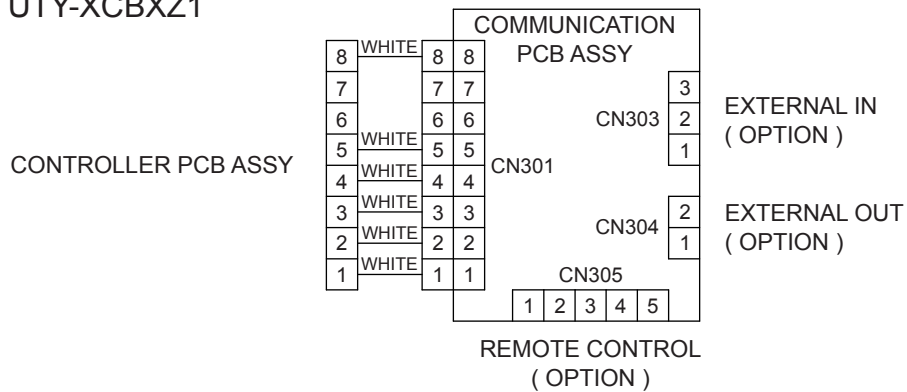 UTY-XCBXZ1
COMMUNICATION
PCB ASSY
8 WHITE 8 8
7 7 7
6 6 6
5 WHITE 5 5
4 WHITE 4 4
3 WHITE 3 3
2 WHITE 2 2
1 WHITE 1 1
CONTROLLER PCB ASSY
CN301
CN303
3
2
1
EXTERNAL IN
( OPTION )
CN304
2
1
EXTERNAL OUT
( OPTION )
CN305
1 2 3 4 5
REMOTE CONTROL
( OPTION )